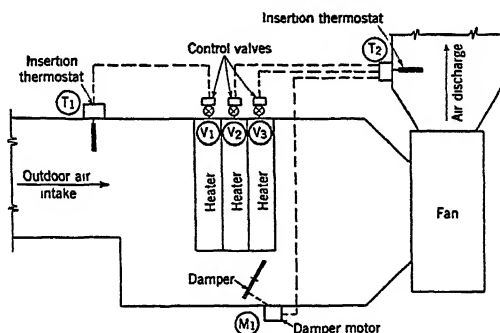 Insertion thermostat
Control valves
T2
Insertion
thermostat
T1
Air discharge
V1
V2
V3
Outdoor air
intake
Heater
Heater
Heater
Fan
Damper
M1
Damper motor